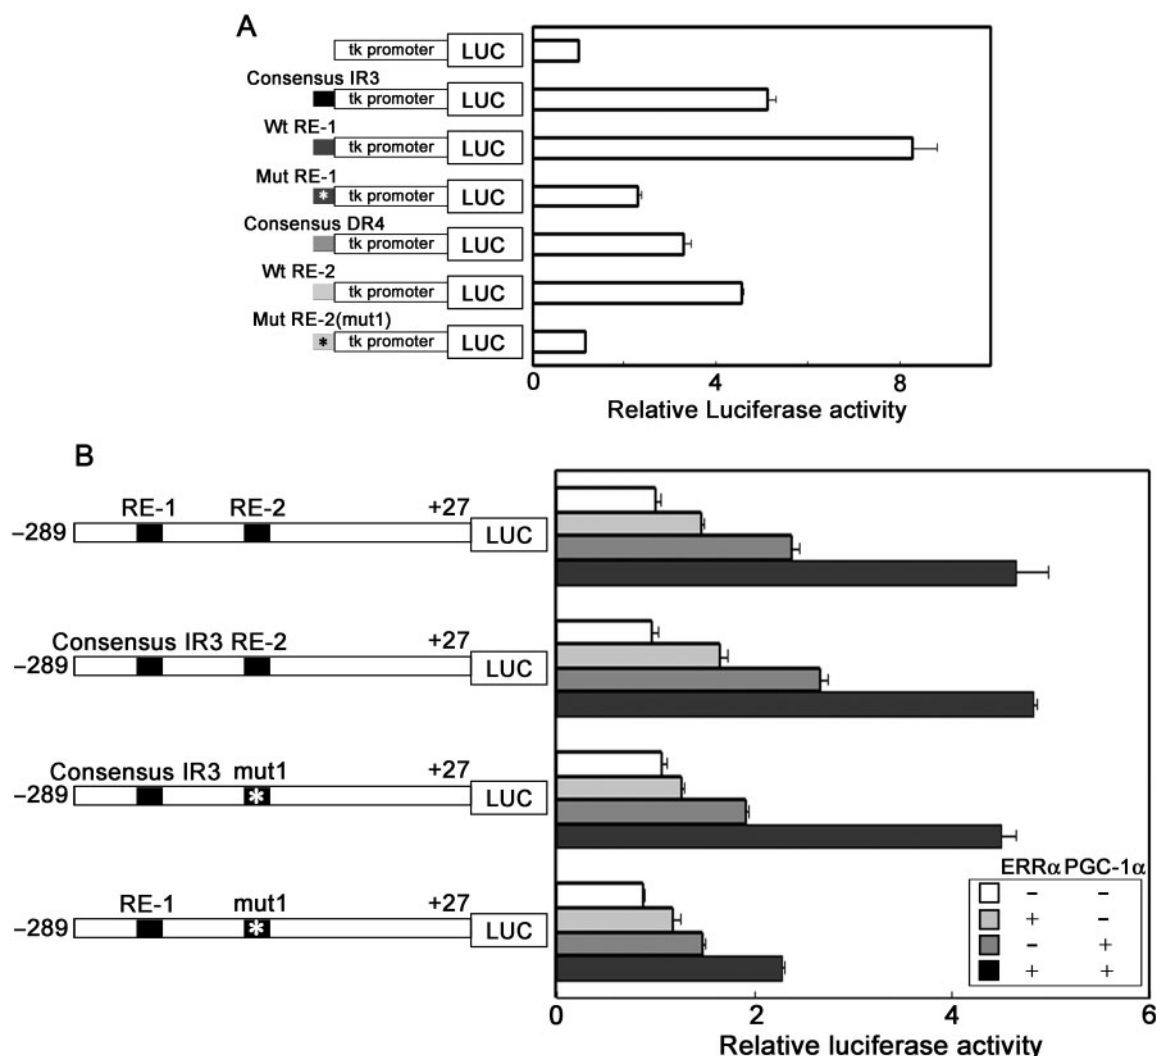 A
tk promoter LUC
Consensus IR3
tk promoter LUC
Wt RE-1
tk promoter LUC
Mut RE-1
* tk promoter LUC
Consensus DR4
tk promoter LUC
Wt RE-2
tk promoter LUC
Mut RE-2(mut1)
* tk promoter LUC
0 4 8
Relative Luciferase activity
B
RE-1 RE-2 +27
–289 LUC
Consensus IR3 RE-2 +27
–289 LUC
Consensus IR3 mut1 +27
–289 * LUC
RE-1 mut1 +27
–289 * LUC
ERRα PGC-1α
- -
+ -
- +
+ +
0 2 4 6
Relative luciferase activity